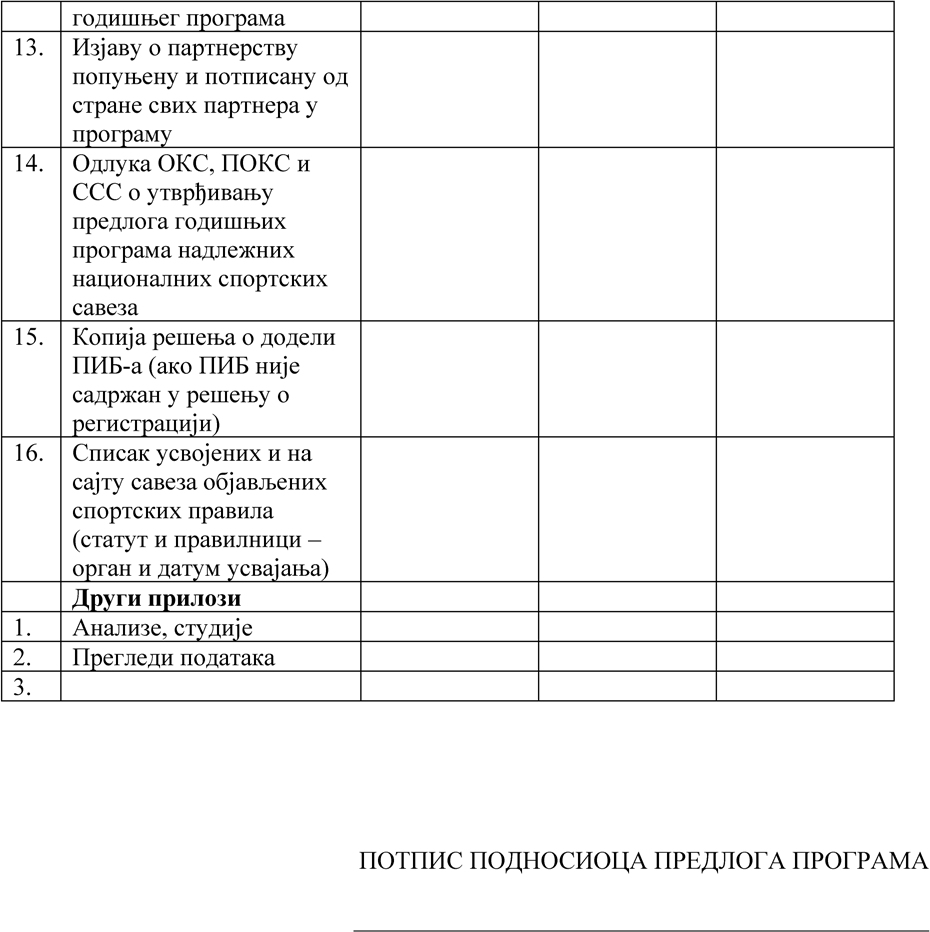 годишњег програма
13. Изјаву о партнерству
попуњену и потписану од
стране свих партнера у
програму
14. Одлука ОКС, ПОКС и
ССС о утврђивању
предлога годишњих
програма надлежних
националних спортских
савеза
15. Копија решења о додели
ПИБ-а (ако ПИБ није
садржан у решењу о
регистрацији)
16. Списак усвојених и на
сајту савеза објављених
спортских правила
(статут и правилници –
орган и датум усвајања)
Други прилози
1. Анализе, студије
2. Прегледи података
3.
ПОТПИС ПОДНОСИОЦА ПРЕДЛОГА ПРОГРАМА